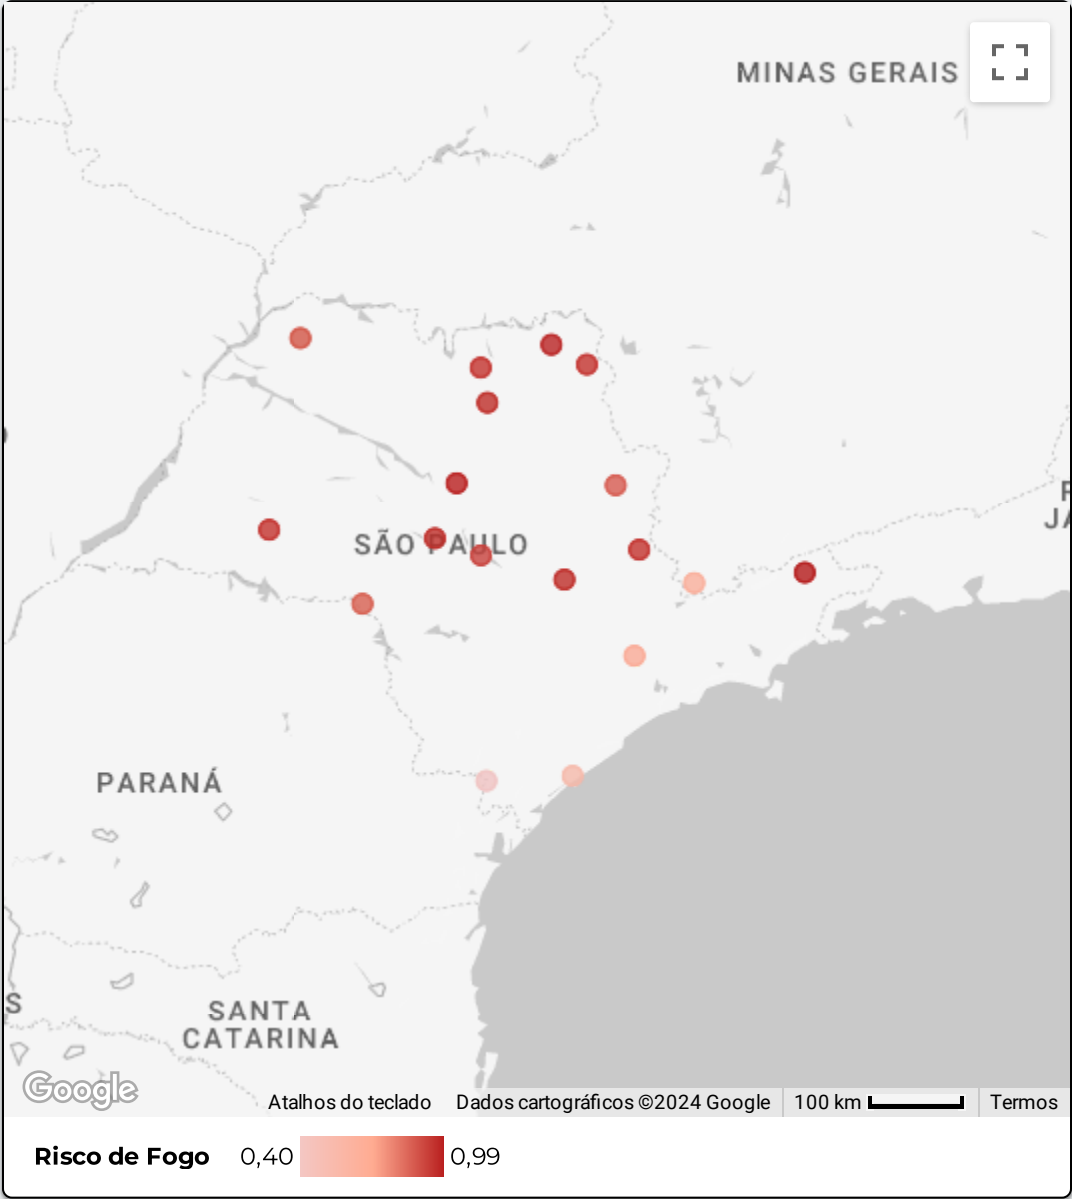 MINAS GERAIS
SÃO PAULO
JA
PARANÁ
S
SANTA
CATARINA
Google
Atalhos do teclado
Dados cartográficos ©2024 Google
100 km
Termos
Risco de Fogo
0,40
0,99